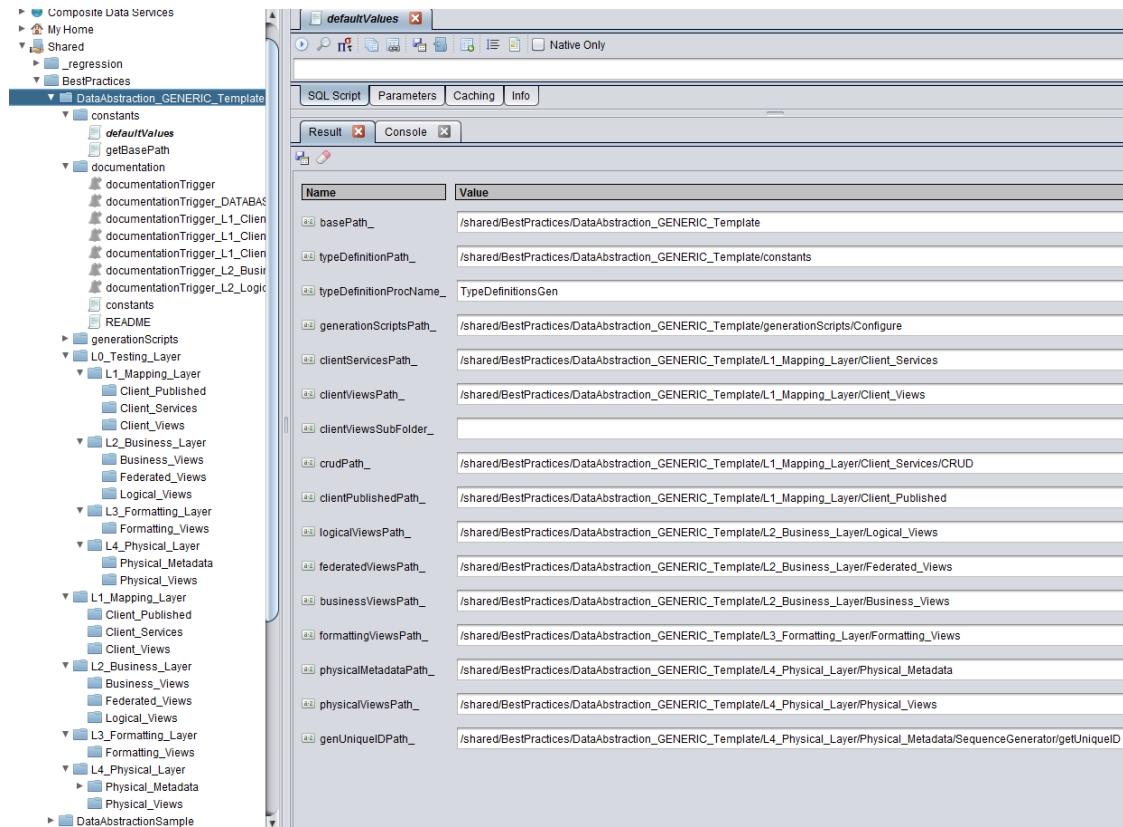 Composite Data Services
My Home
Shared
_regression
BestPractices
DataAbstraction_GENERIC_Template
constants
defaultValues
getBasePath
documentation
documentationTrigger
documentationTrigger_DATABAS
documentationTrigger_L1_Clien
documentationTrigger_L1_Clien
documentationTrigger_L1_Clien
documentationTrigger_L2_Busir
documentationTrigger_L2_Logic
constants
README
generationScripts
L0_Testing_Layer
L1_Mapping_Layer
Client_Published
Client_Services
Client_Views
L2_Business_Layer
Business_Views
Federated_Views
Logical_Views
L3_Formatting_Layer
Formatting_Views
L4_Physical_Layer
Physical_Metadata
Physical_Views
L1_Mapping_Layer
Client_Published
Client_Services
Client_Views
L2_Business_Layer
Business_Views
Federated_Views
Logical_Views
L3_Formatting_Layer
Formatting_Views
L4_Physical_Layer
Physical_Metadata
Physical_Views
DataAbstractionSample
defaultValues
Native Only
SQL Script Parameters Caching Info
Result Console
Name Value
basePath_ /shared/BestPractices/DataAbstraction_GENERIC_Template
typeDefinitionPath_ /shared/BestPractices/DataAbstraction_GENERIC_Template/constants
typeDefinitionProcName_ TypeDefinitionsGen
generationScriptsPath_ /shared/BestPractices/DataAbstraction_GENERIC_Template/generationScripts/Configure
clientServicesPath_ /shared/BestPractices/DataAbstraction_GENERIC_Template/L1_Mapping_Layer/Client_Services
clientViewsPath_ /shared/BestPractices/DataAbstraction_GENERIC_Template/L1_Mapping_Layer/Client_Views
clientViewsSubFolder_
crudPath_ /shared/BestPractices/DataAbstraction_GENERIC_Template/L1_Mapping_Layer/Client_Services/CRUD
clientPublishedPath_ /shared/BestPractices/DataAbstraction_GENERIC_Template/L1_Mapping_Layer/Client_Published
logicalViewsPath_ /shared/BestPractices/DataAbstraction_GENERIC_Template/L2_Business_Layer/Logical_Views
federatedViewsPath_ /shared/BestPractices/DataAbstraction_GENERIC_Template/L2_Business_Layer/Federated_Views
businessViewsPath_ /shared/BestPractices/DataAbstraction_GENERIC_Template/L2_Business_Layer/Business_Views
formattingViewsPath_ /shared/BestPractices/DataAbstraction_GENERIC_Template/L3_Formatting_Layer/Formatting_Views
physicalMetadataPath_ /shared/BestPractices/DataAbstraction_GENERIC_Template/L4_Physical_Layer/Physical_Metadata
physicalViewsPath_ /shared/BestPractices/DataAbstraction_GENERIC_Template/L4_Physical_Layer/Physical_Views
genUniqueIDPath_ /shared/BestPractices/DataAbstraction_GENERIC_Template/L4_Physical_Layer/Physical_Metadata/SequenceGenerator/getUniqueID